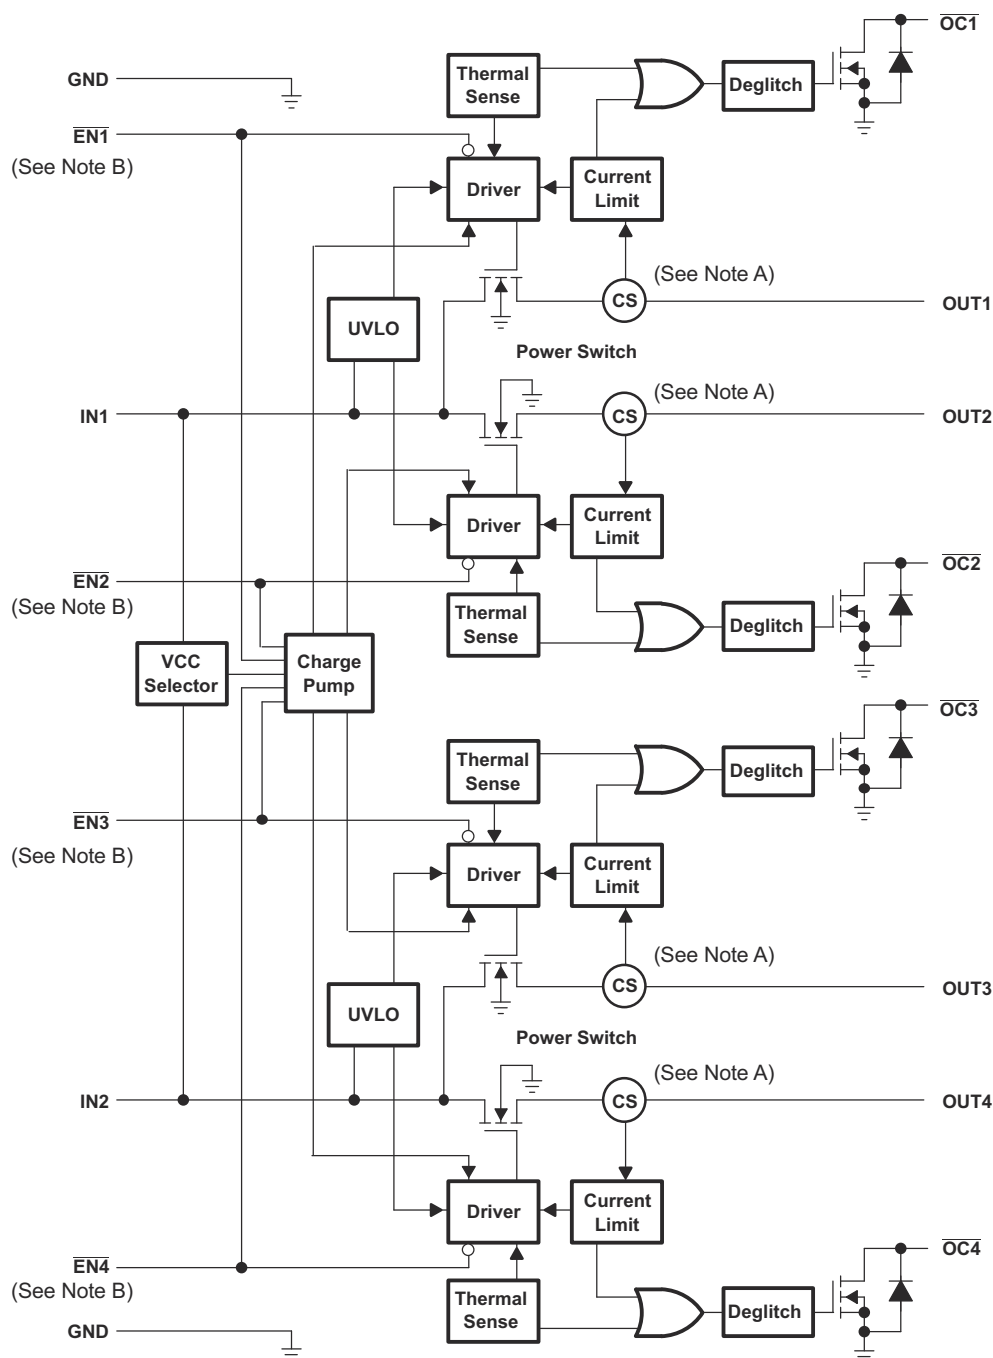 OC1
Thermal Sense
GND
Deglitch
EN1
(See Note B)
Driver
Current Limit
(See Note A)
CS
OUT1
UVLO
Power Switch
(See Note A)
IN1
CS
OUT2
Driver
Current Limit
OC2
EN2
(See Note B)
Thermal Sense
Deglitch
VCC Selector
Charge Pump
OC3
Thermal Sense
Deglitch
EN3
(See Note B)
Driver
Current Limit
(See Note A)
CS
OUT3
UVLO
Power Switch
(See Note A)
IN2
CS
OUT4
Driver
Current Limit
OC4
EN4
(See Note B)
Thermal Sense
Deglitch
GND